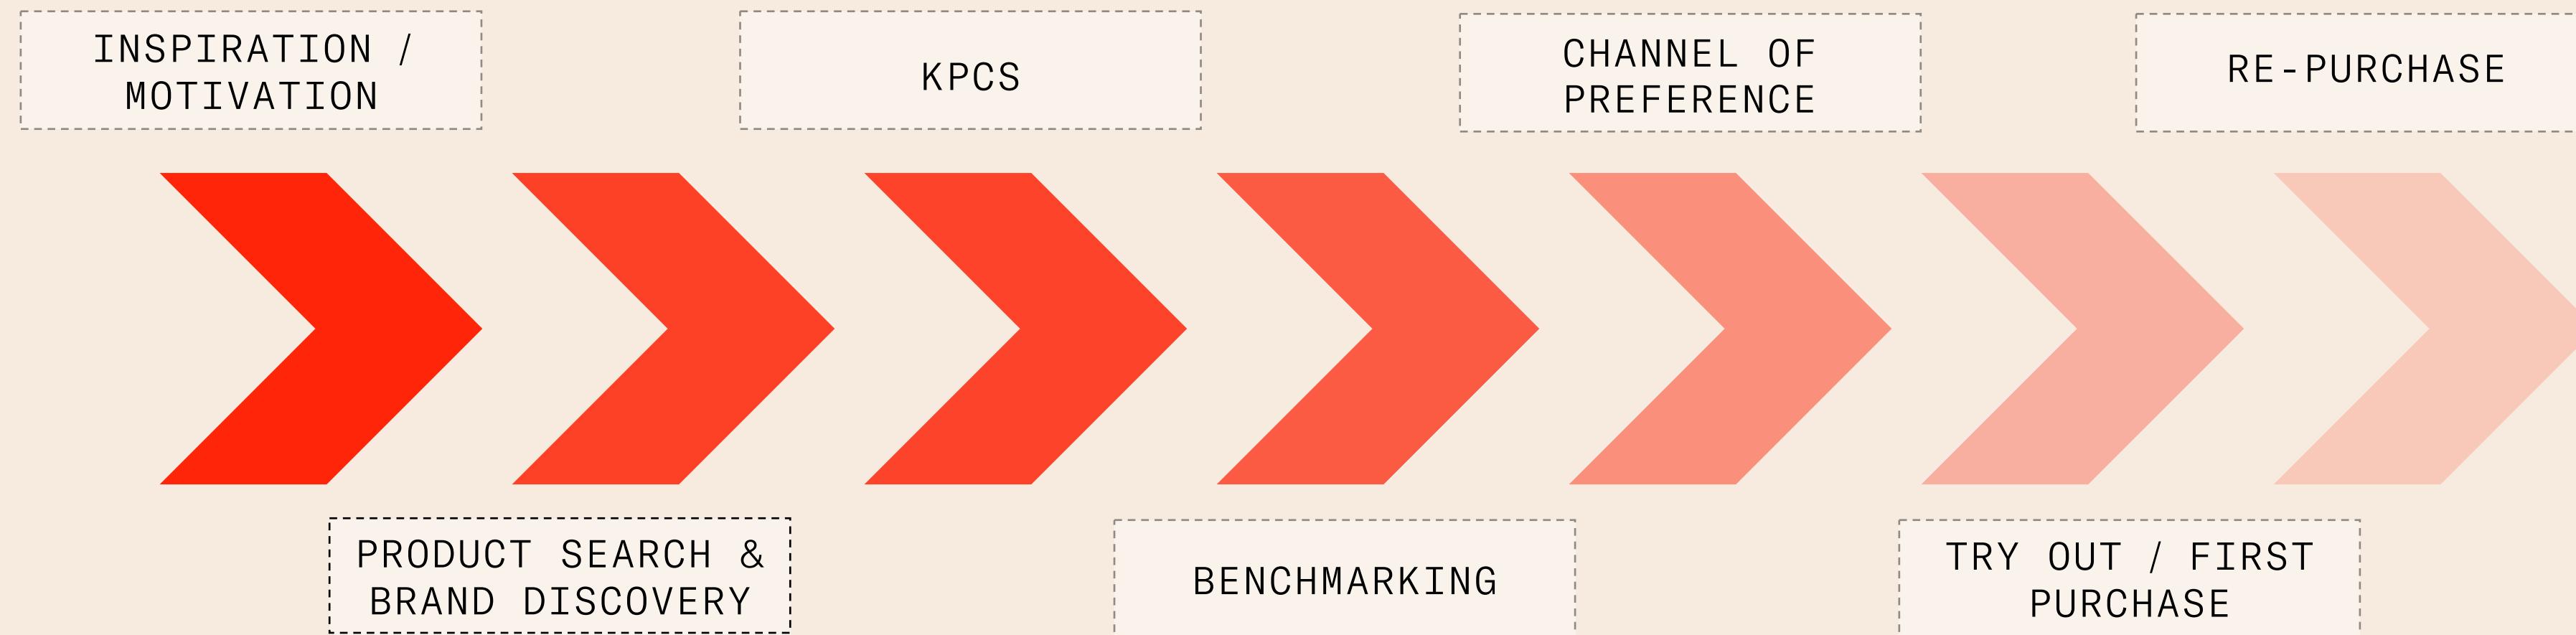 INSPIRATION /
MOTIVATION
KPCS
CHANNEL OF
PREFERENCE
RE-PURCHASE
PRODUCT SEARCH &
BRAND DISCOVERY
BENCHMARKING
TRY OUT / FIRST
PURCHASE